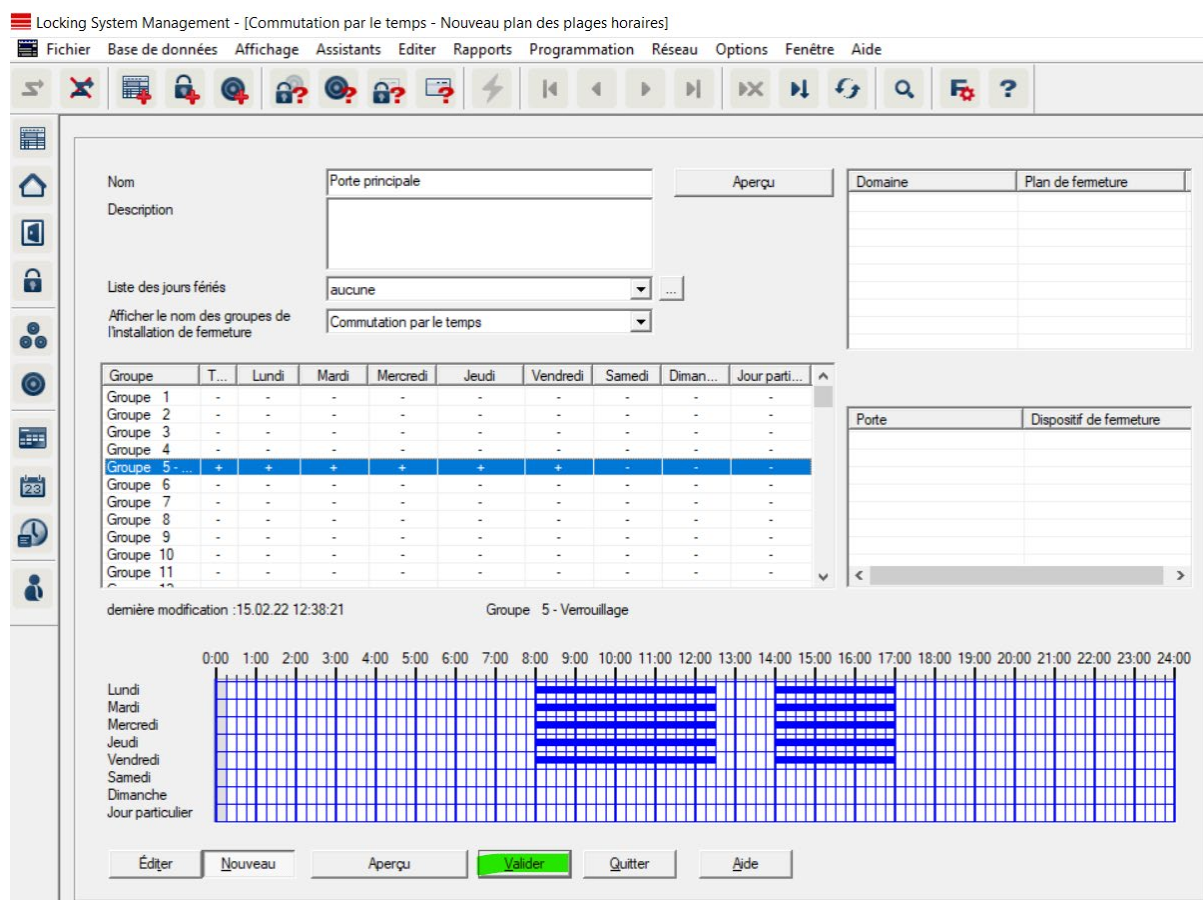 Locking System Management - [Commutation par le temps - Nouveau plan des plages horaires]
Fichier Base de données Affichage Assistants Editer Rapports Programmation Réseau Options Fenêtre Aide
Nom Porte principale Aperçu
Description
Liste des jours fériés aucune ...
Afficher le nom des groupes de
l'installation de fermeture
Commutation par le temps
Domaine Plan de fermeture
Groupe T... Lundi Mardi Mercredi Jeudi Vendredi Samedi Diman... Jour parti...
Groupe 1 - - - - - - - - -
Groupe 2 - - - - - - - - -
Groupe 3 - - - - - - - - -
Groupe 4 - - - - - - - - -
Groupe 5 - ... + + + + + + - - -
Groupe 6 - - - - - - - - -
Groupe 7 - - - - - - - - -
Groupe 8 - - - - - - - - -
Groupe 9 - - - - - - - - -
Groupe 10 - - - - - - - - -
Groupe 11 - - - - - - - - -
Porte Dispositif de fermeture
dernière modification :15.02.22 12:38:21 Groupe 5 - Verrouillage
0:00 1:00 2:00 3:00 4:00 5:00 6:00 7:00 8:00 9:00 10:00 11:00 12:00 13:00 14:00 15:00 16:00 17:00 18:00 19:00 20:00 21:00 22:00 23:00 24:00
Lundi
Mardi
Mercredi
Jeudi
Vendredi
Samedi
Dimanche
Jour particulier
Éditer Nouveau Aperçu Valider Quitter Aide